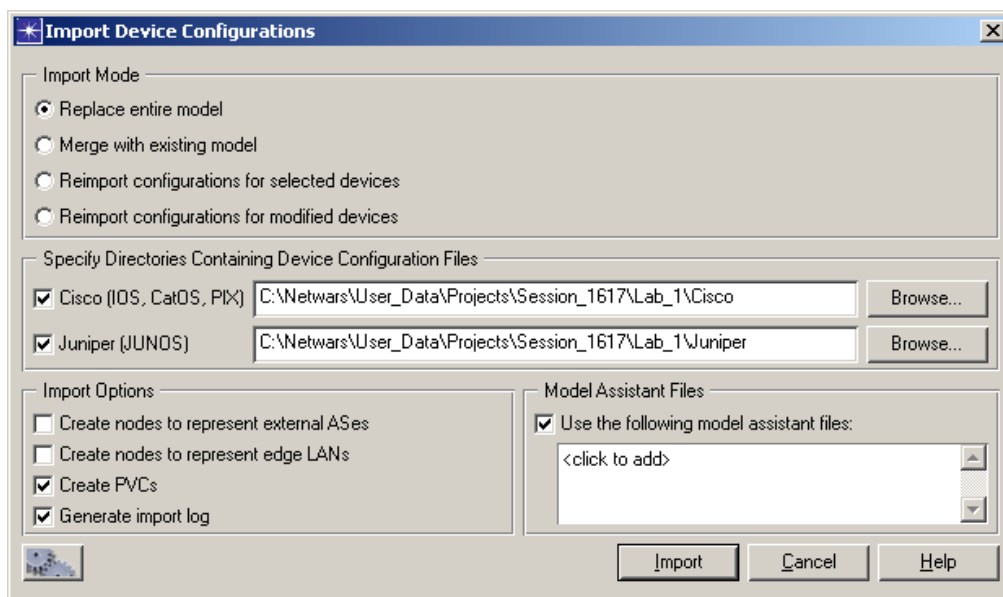 Import Device Configurations
Import Mode
Replace entire model
Merge with existing model
Reimport configurations for selected devices
Reimport configurations for modified devices
Specify Directories Containing Device Configuration Files
Cisco (IOS, CatOS, PIX) C:\Netwars\User_Data\Projects\Session_1617\Lab_1\Cisco Browse...
Juniper (JUNOS) C:\Netwars\User_Data\Projects\Session_1617\Lab_1\Juniper Browse...
Import Options
Create nodes to represent external ASes
Create nodes to represent edge LANs
Create PVCs
Generate import log
Model Assistant Files
Use the following model assistant files:
<click to add>
Import Cancel Help